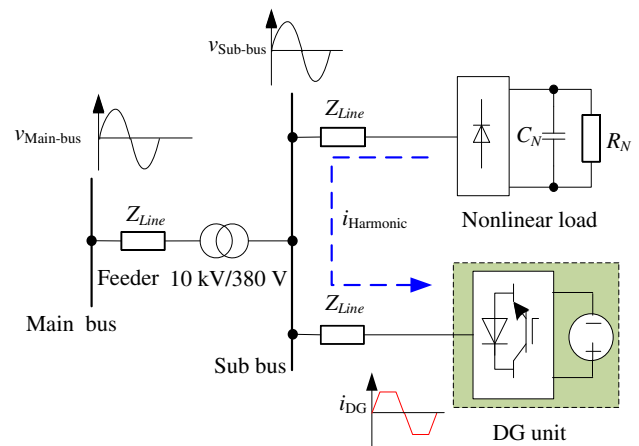 vSub-bus
ZLine
CN
RN
vMain-bus
ZLine
iHarmonic
Nonlinear load
Feeder
10 kV/380 V
ZLine
Main bus
Sub bus
iDG
DG unit